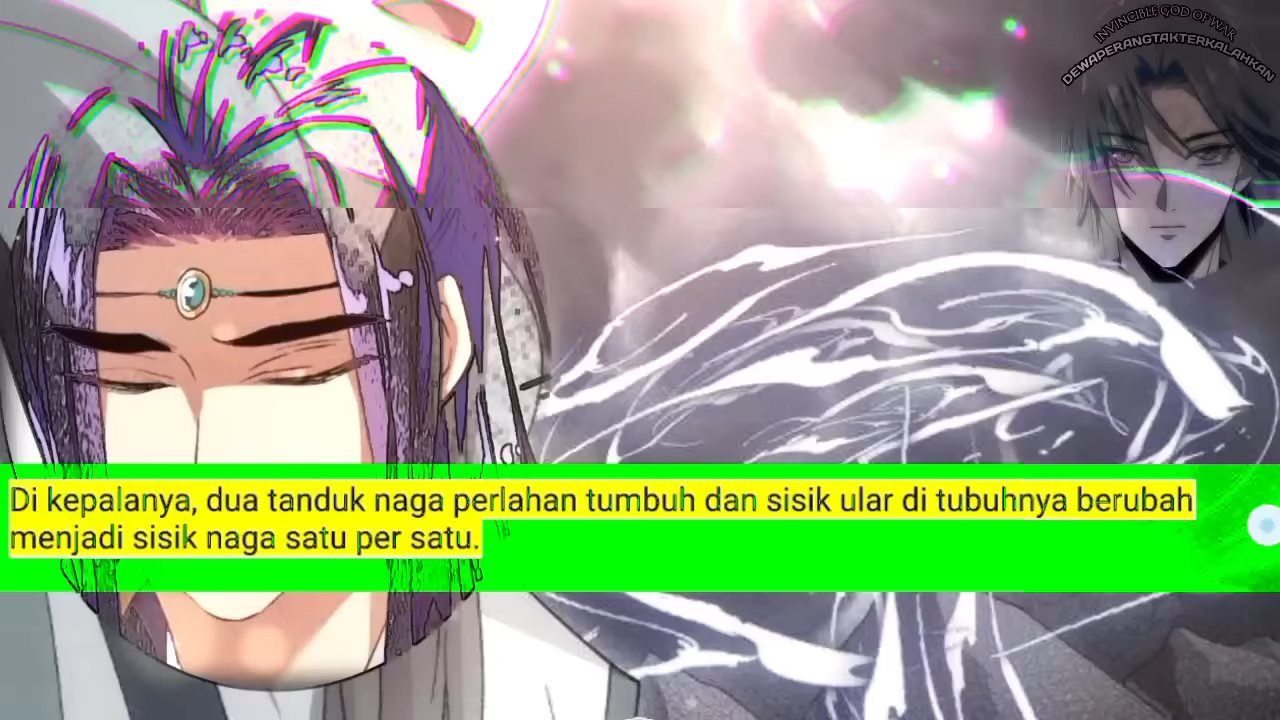 INVINCIBLE GOD OF WAR
DEWAPERANGTAKTERKALAHKAN
Di kepalanya, dua tanduk naga perlahan tumbuh dan sisik ular di tubuhnya berubah
menjadi sisik naga satu per satu.